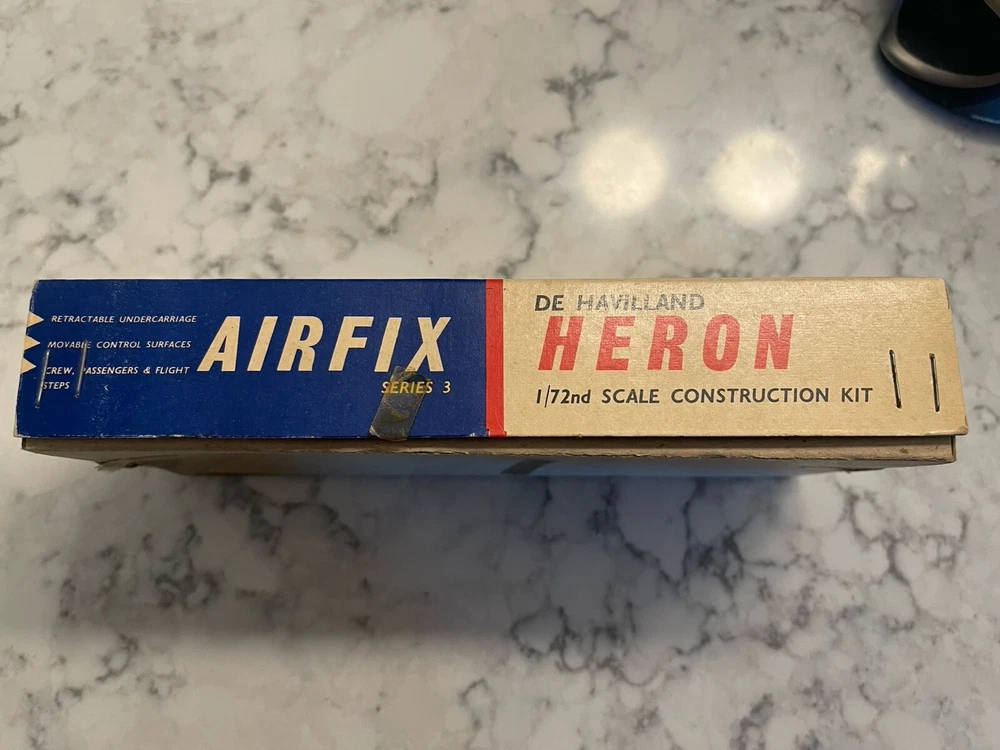 RETRACTABLE UNDERCARRIAGE
MOVABLE CONTROL SURFACES
CREW, PASSENGERS & FLIGHT
STEPS
AIRFIX
SERIES 3
DE HAVILLAND
HERON
1/72nd SCALE CONSTRUCTION KIT